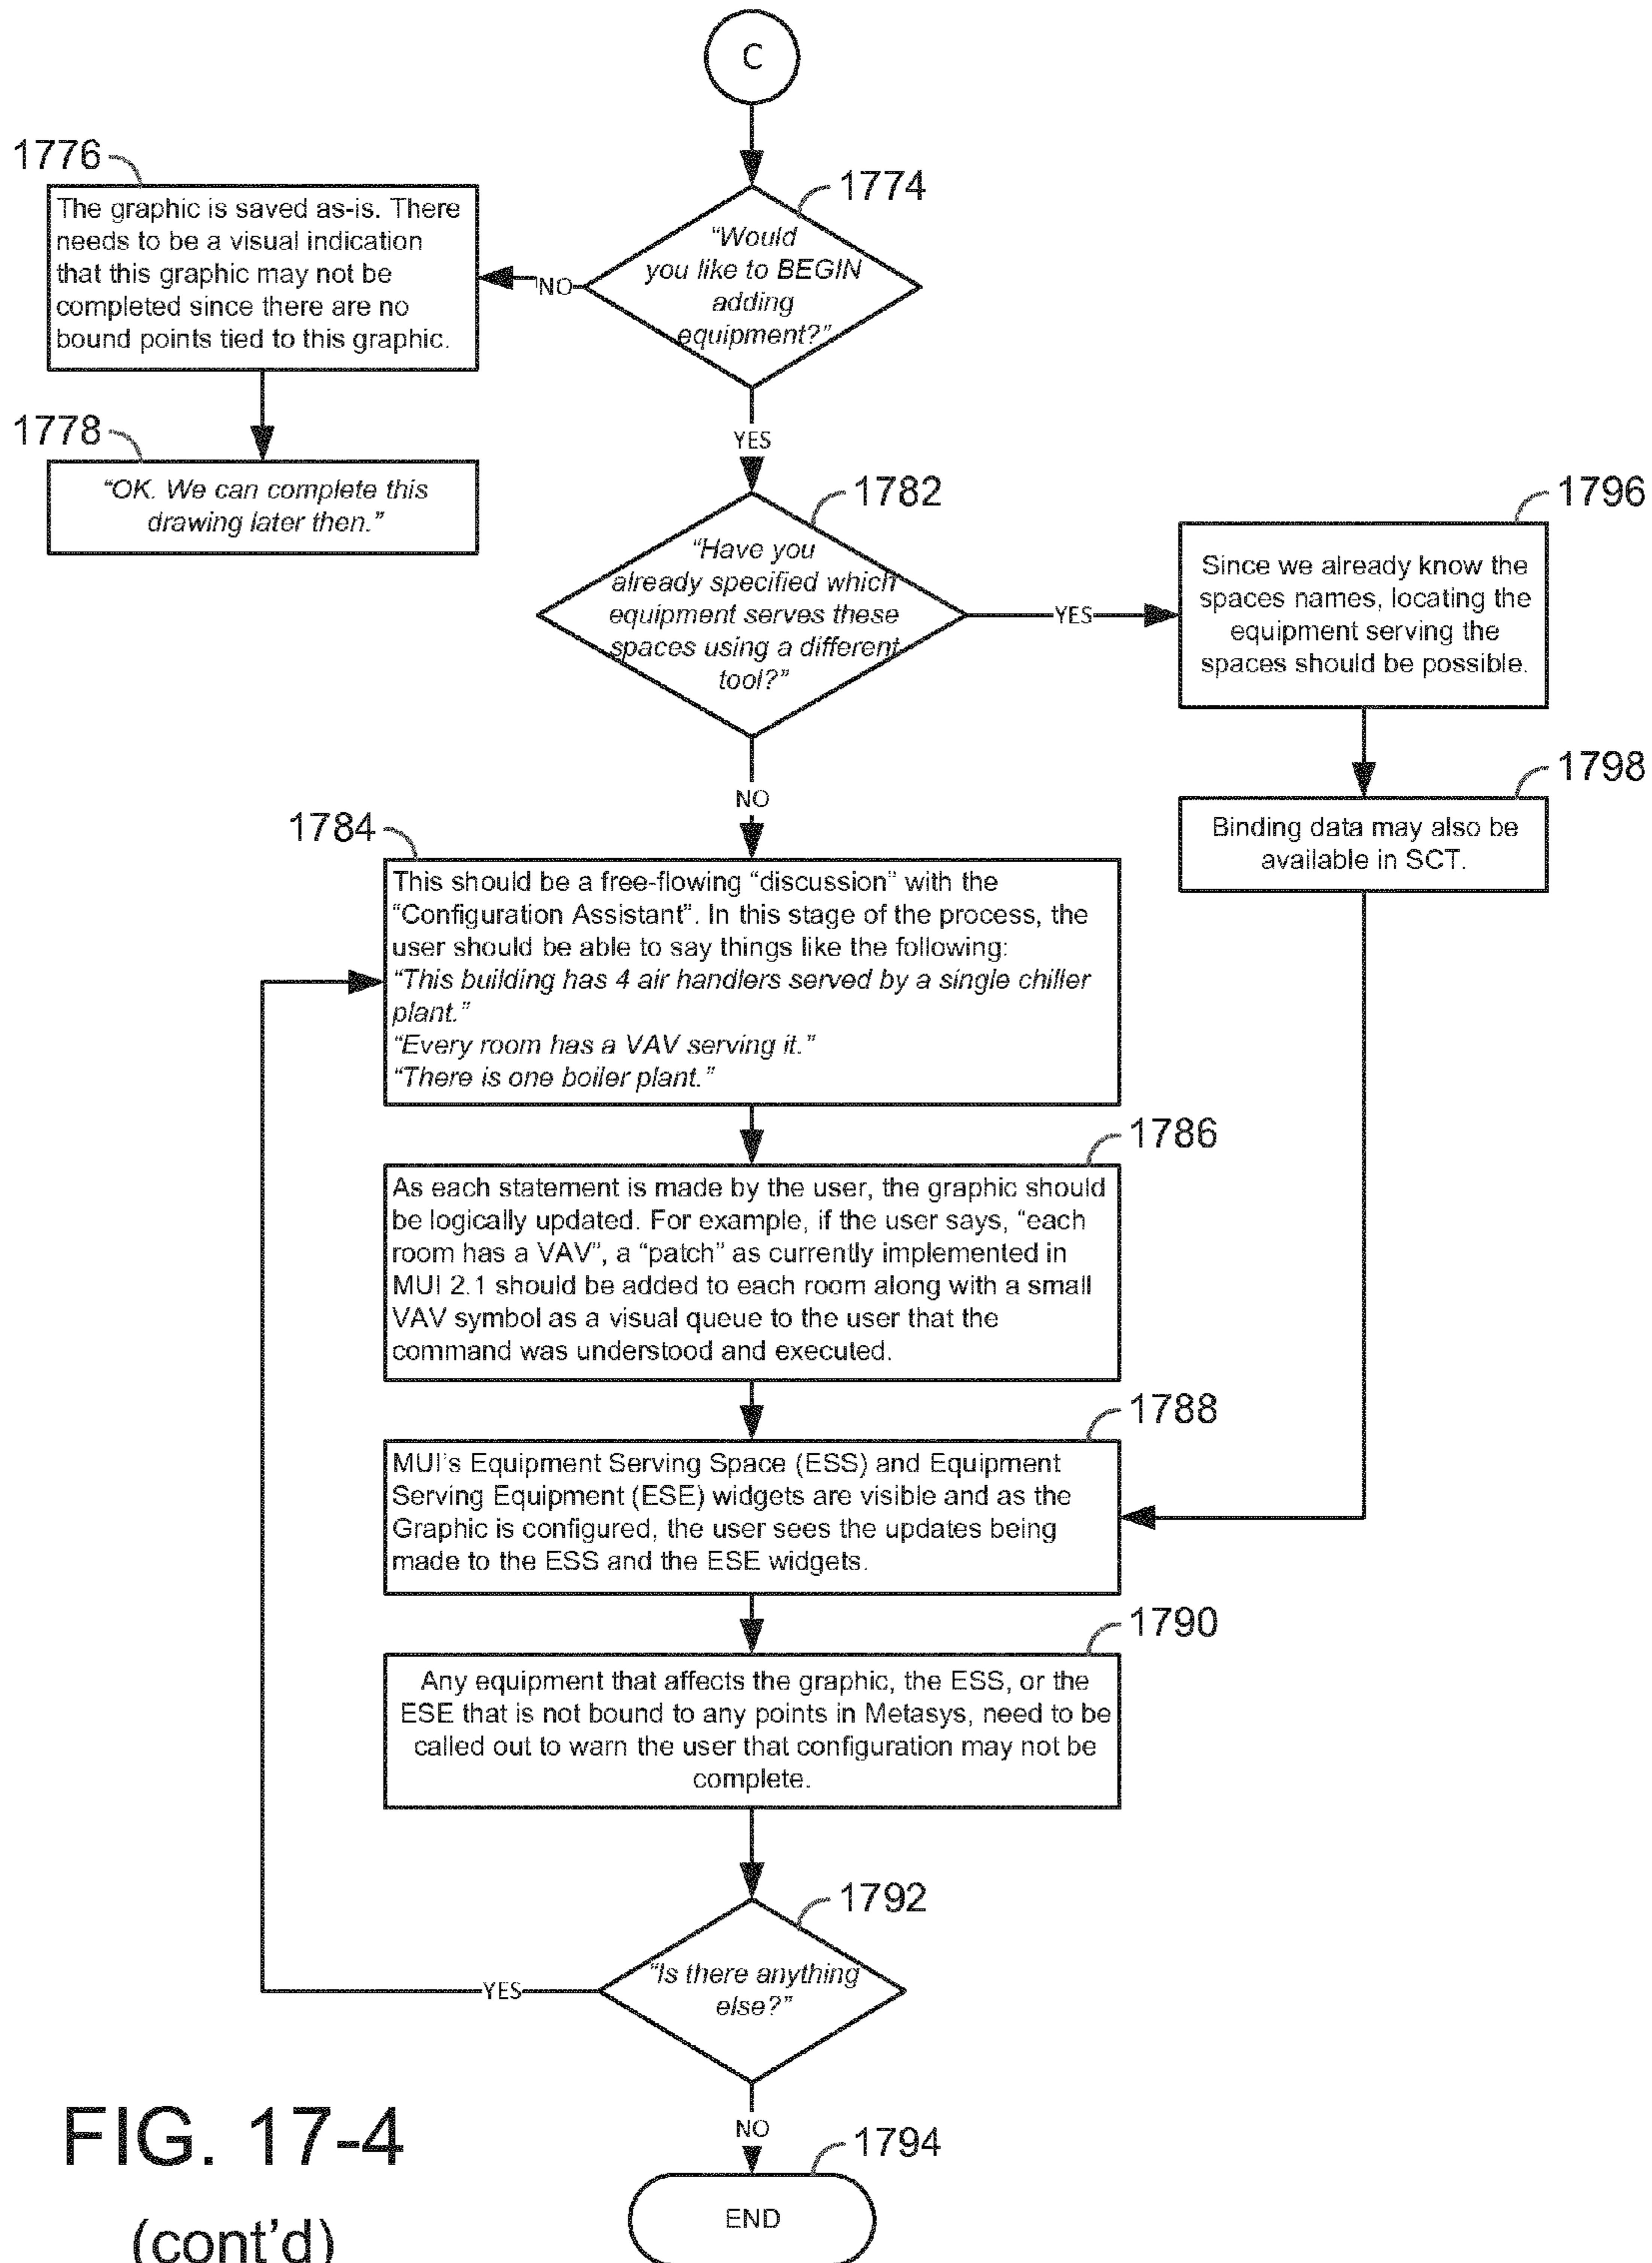 C
1774
"Would
you like to BEGIN
adding
equipment?"
NO
1776
The graphic is saved as-is. There
needs to be a visual indication
that this graphic may not be
completed since there are no
bound points tied to this graphic.
1778
"OK. We can complete this
drawing later then."
YES
1782
"Have you
already specified which
equipment serves these
spaces using a different
tool?"
YES
1796
Since we already know the
spaces names, locating the
equipment serving the
spaces should be possible.
1798
Binding data may also be
available in SCT.
NO
1784
This should be a free-flowing "discussion" with the
"Configuration Assistant". In this stage of the process, the
user should be able to say things like the following:
"This building has 4 air handlers served by a single chiller
plant."
"Every room has a VAV serving it."
"There is one boiler plant."
1786
As each statement is made by the user, the graphic should
be logically updated. For example, if the user says, "each
room has a VAV", a "patch" as currently implemented in
MUI 2.1 should be added to each room along with a small
VAV symbol as a visual queue to the user that the
command was understood and executed.
1788
MUI's Equipment Serving Space (ESS) and Equipment
Serving Equipment (ESE) widgets are visible and as the
Graphic is configured, the user sees the updates being
made to the ESS and the ESE widgets.
1790
Any equipment that affects the graphic, the ESS, or the
ESE that is not bound to any points in Metasys, need to be
called out to warn the user that configuration may not be
complete.
1792
"Is there anything
else?"
YES
NO
1794
END
FIG. 17-4
(cont'd)